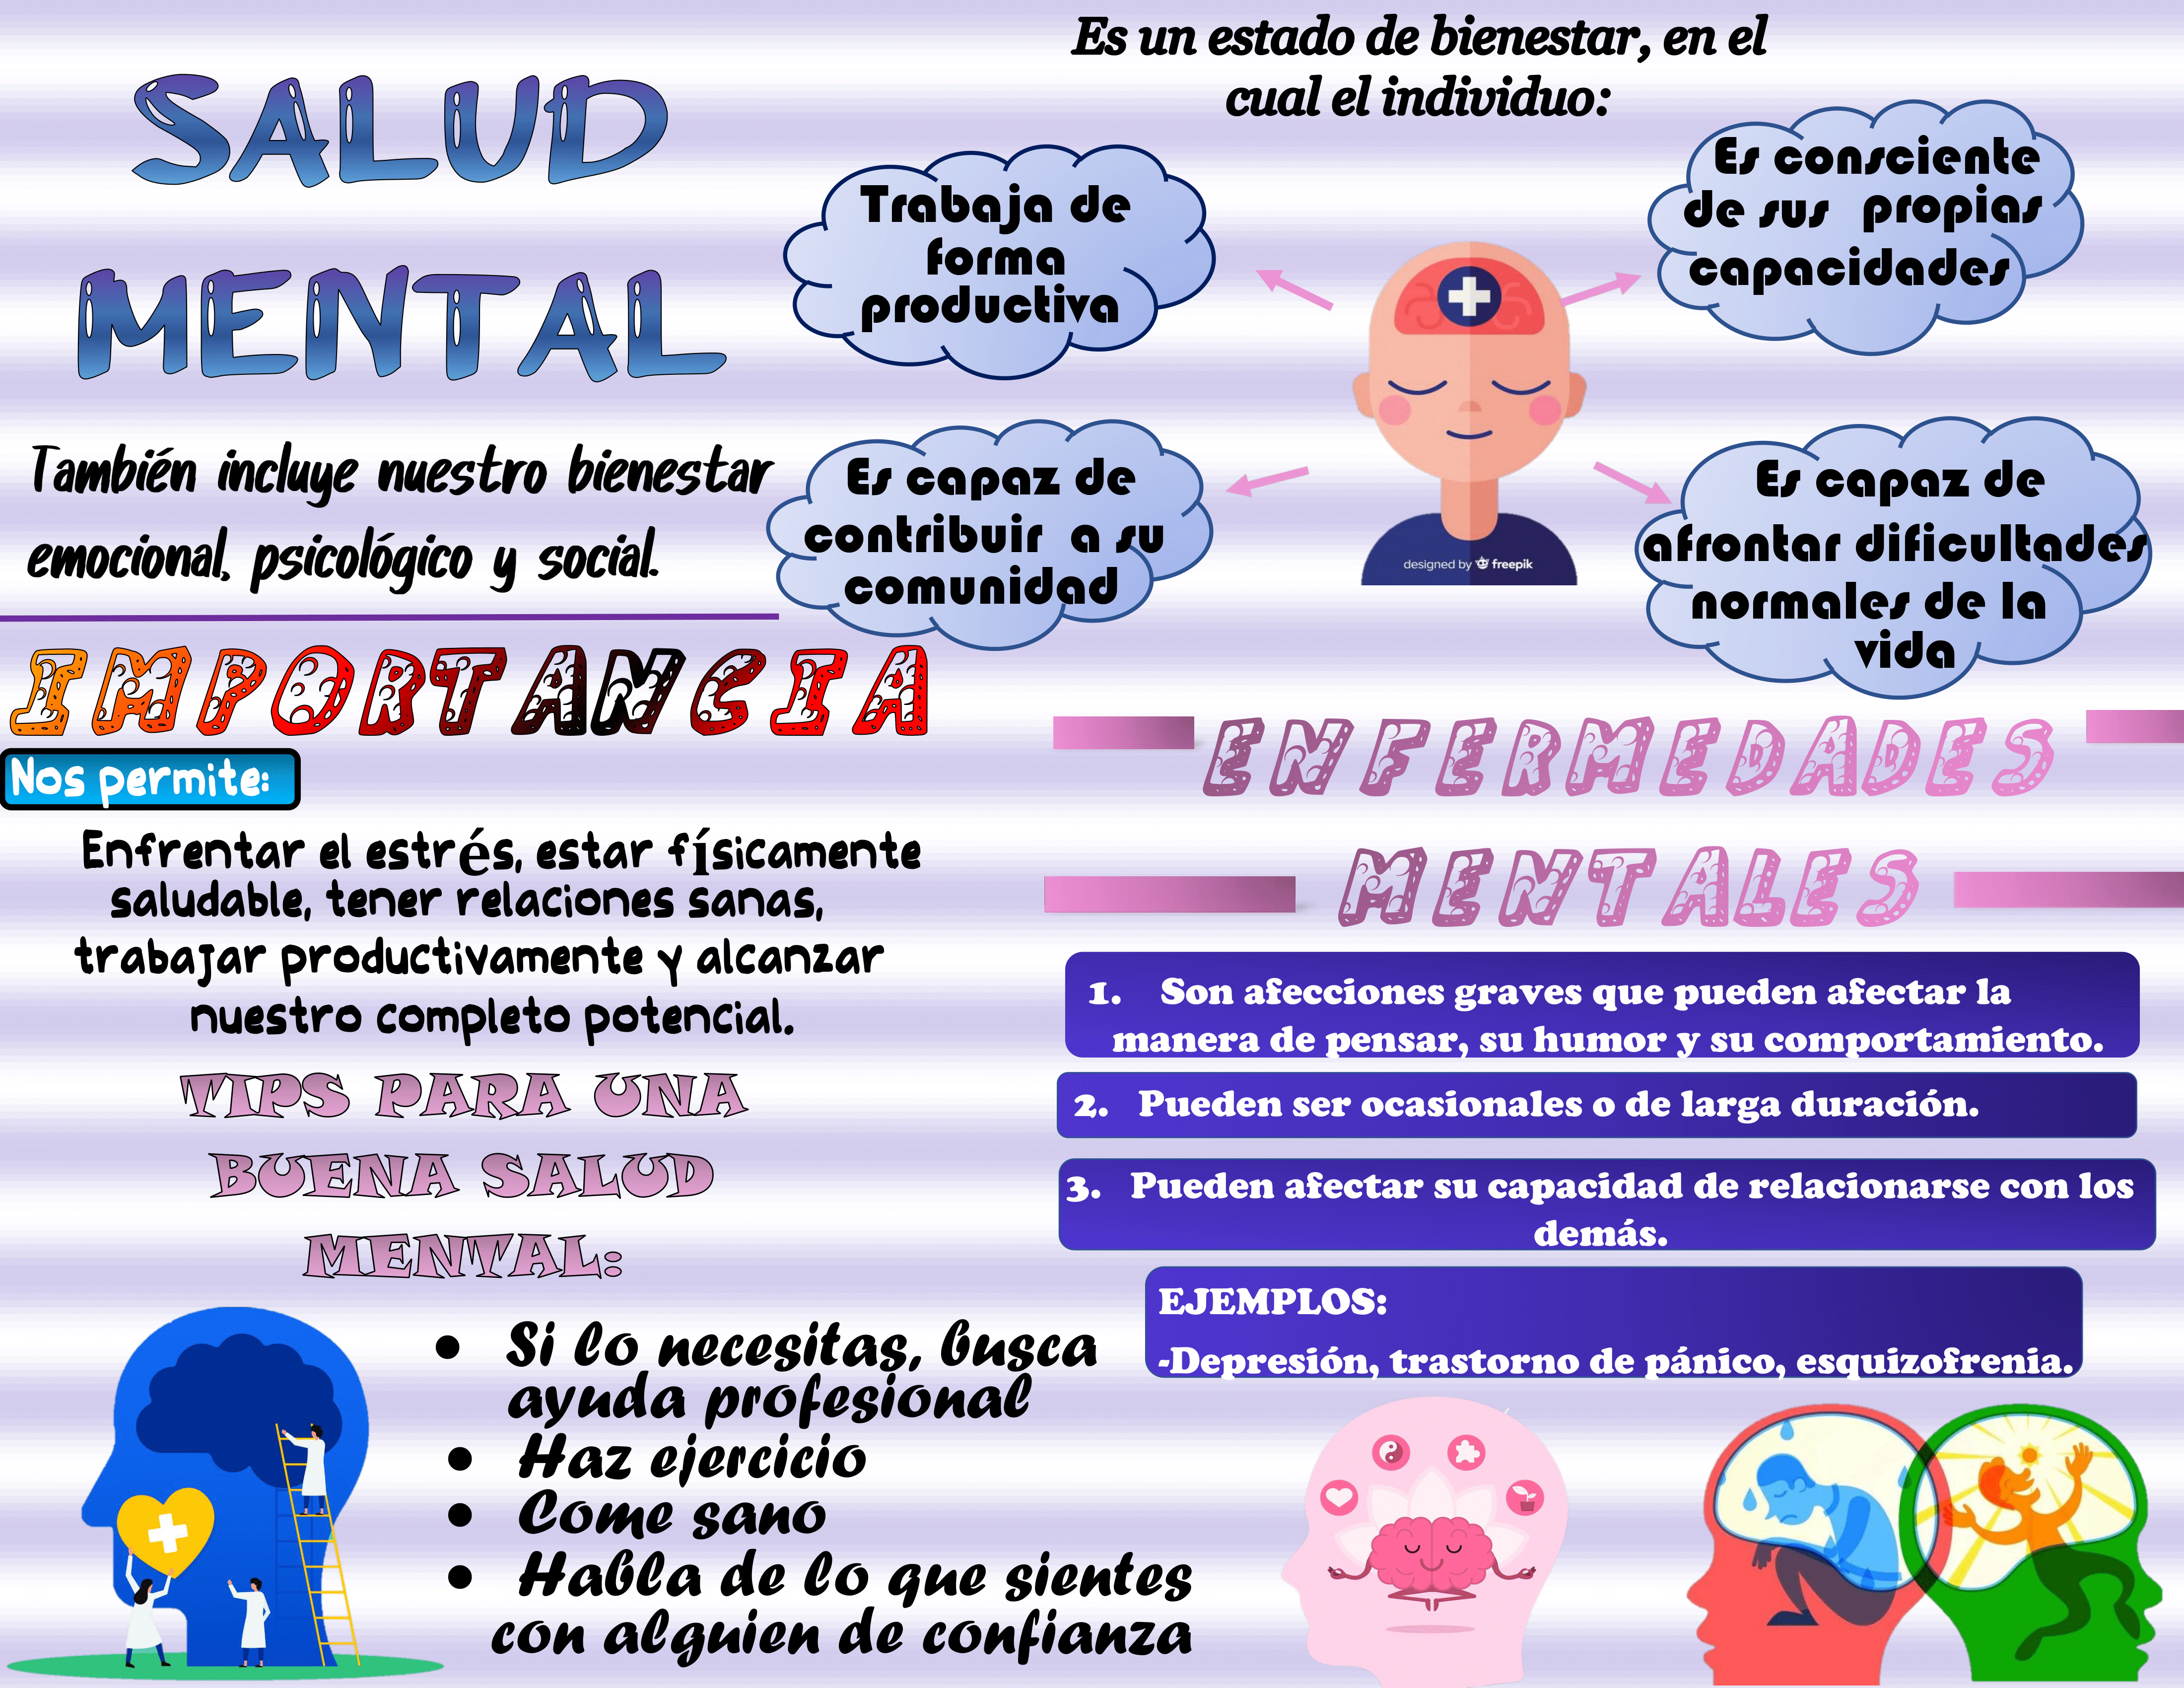 SALUD
MENTAL
También incluye nuestro bienestar
emocional, psicológico y social.
Es un estado de bienestar, en el
cual el individuo:
Trabaja de
forma
productiva
Es consciente
de sus propias
capacidades
Es capaz de
contribuir a su
comunidad
Es capaz de
afrontar dificultades
normales de la
vida
designed by freepik
IMPORTANCIA
Nos permite:
Enfrentar el estrés, estar físicamente
saludable, tener relaciones sanas,
trabajar productivamente y alcanzar
nuestro completo potencial.
TIPS PARA UNA
BUENA SALUD
MENTAL:
• Si lo necesitas, busca
ayuda profesional
• Haz ejercicio
• Come sano
• Habla de lo que sientes
con alguien de confianza
ENFERMEDADES
MENTALES
1. Son afecciones graves que pueden afectar la
manera de pensar, su humor y su comportamiento.
2. Pueden ser ocasionales o de larga duración.
3. Pueden afectar su capacidad de relacionarse con los
demás.
EJEMPLOS:
-Depresión, trastorno de pánico, esquizofrenia.